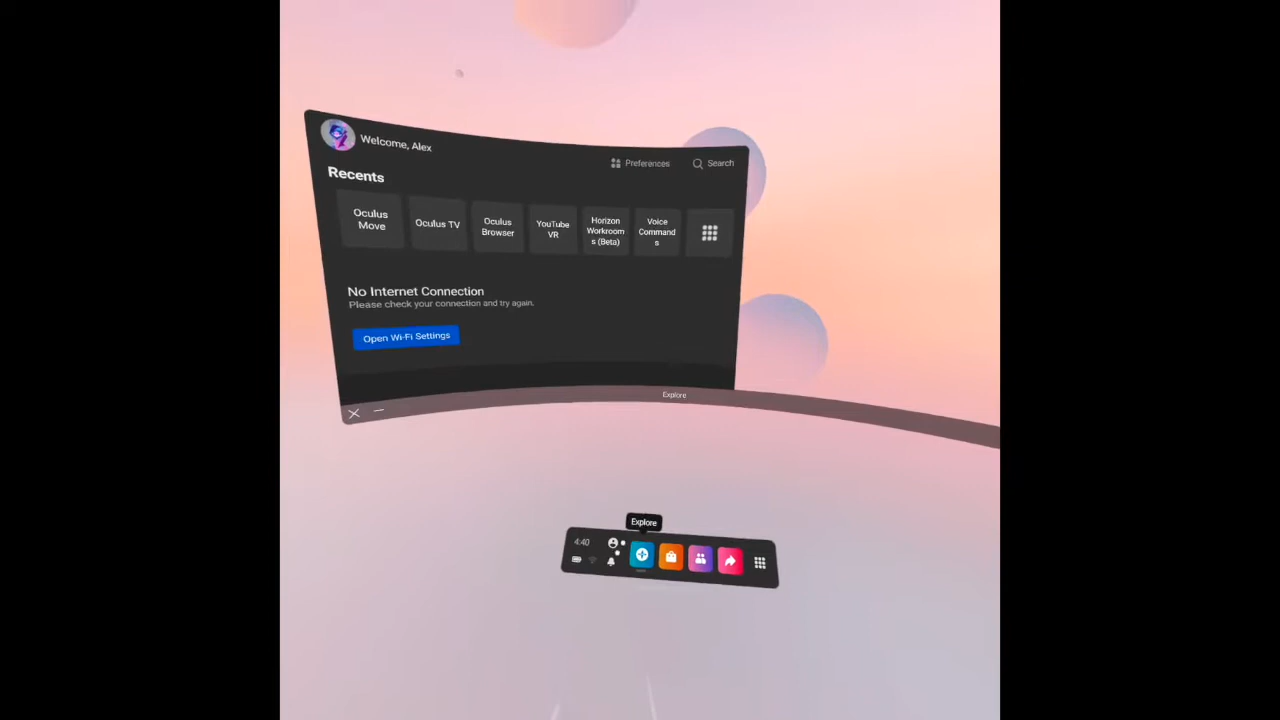 Welcome, Alex
Preferences
Search
Recents
Oculus
Move
Oculus TV
Oculus
Browser
YouTube
VR
Horizon
Workroom
s (Beta)
Voice
Command
s
No Internet Connection
Please check your connection and try again.
Open Wi-Fi Settings
Explore
Explore
4:40